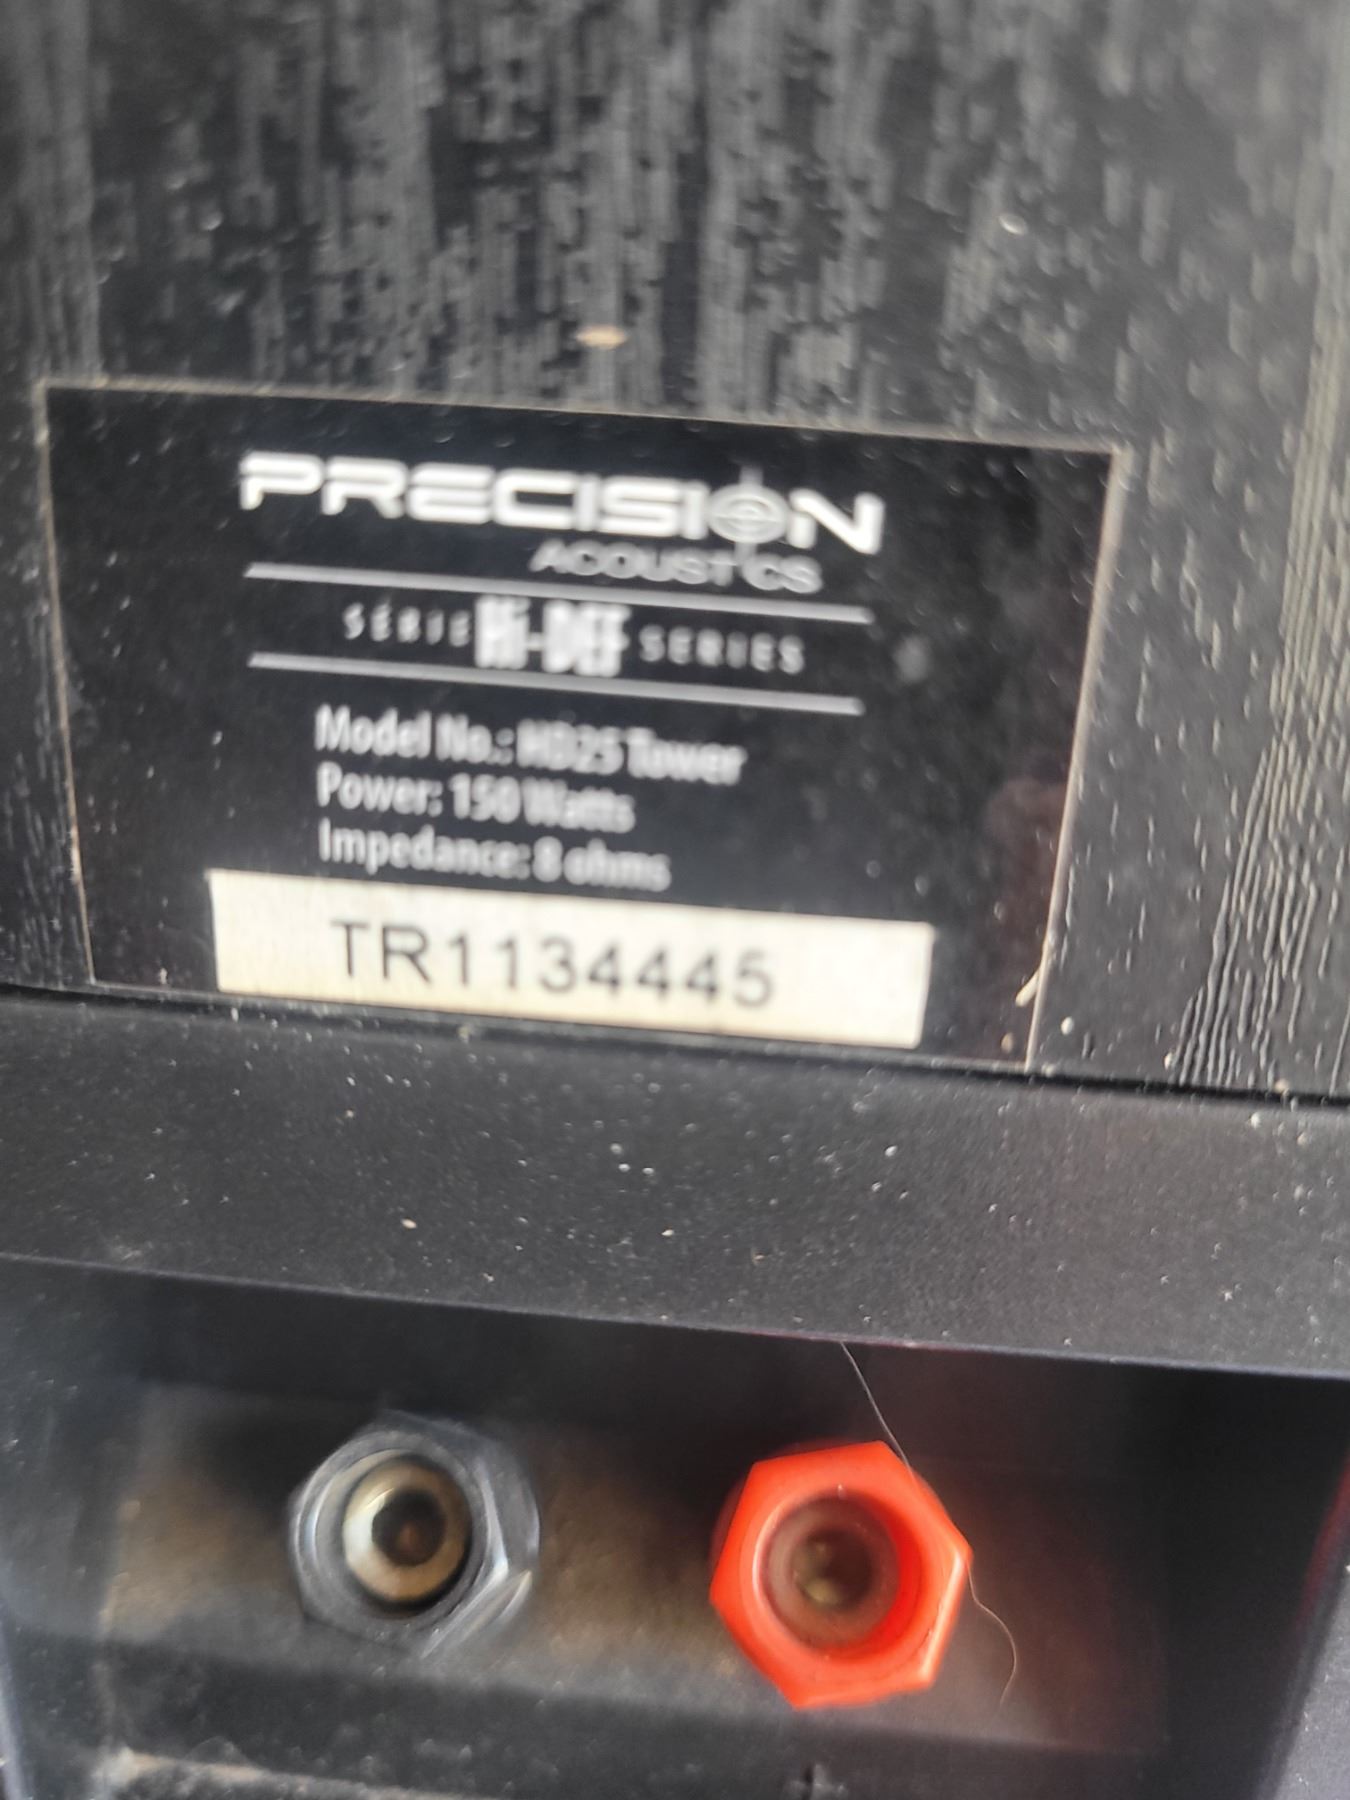 PRECISION
ACOUSTICS
SÉRIE Hi-DEF SERIES
Model No.: HD25 Tower
Power: 150 Watts
Impedance: 8 ohms
TR1134445